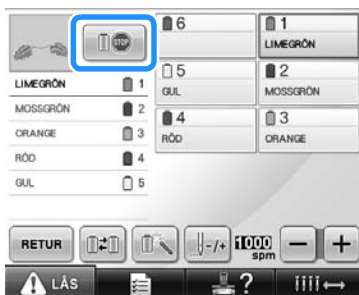 STOP
6
1
LIMEGRÖN
5
GUL
2
MOSSGRÖN
4
RÖD
3
ORANGE
LIMEGRÖN 1
MOSSGRÖN 2
ORANGE 3
RÖD 4
GUL 5
RETUR
-/+
1000
spm
- +
LÅS
?